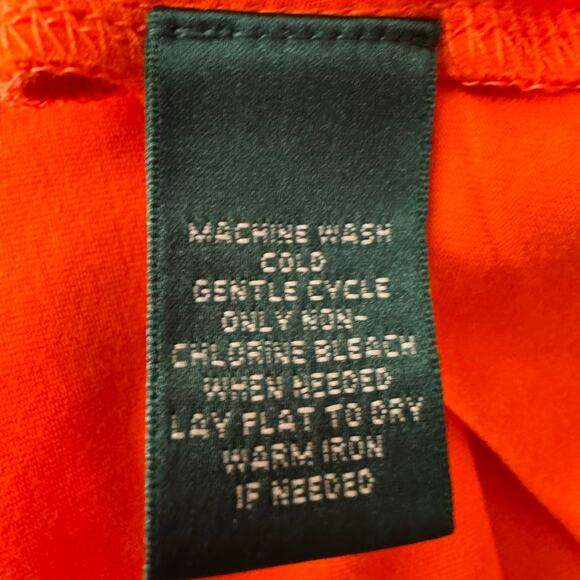 MACHINE WASH
COLD
GENTLE CYCLE
ONLY NON-
CHLORINE BLEACH
WHEN NEEDED
LAY FLAT TO DRY
WARM IRON
IF NEEDED